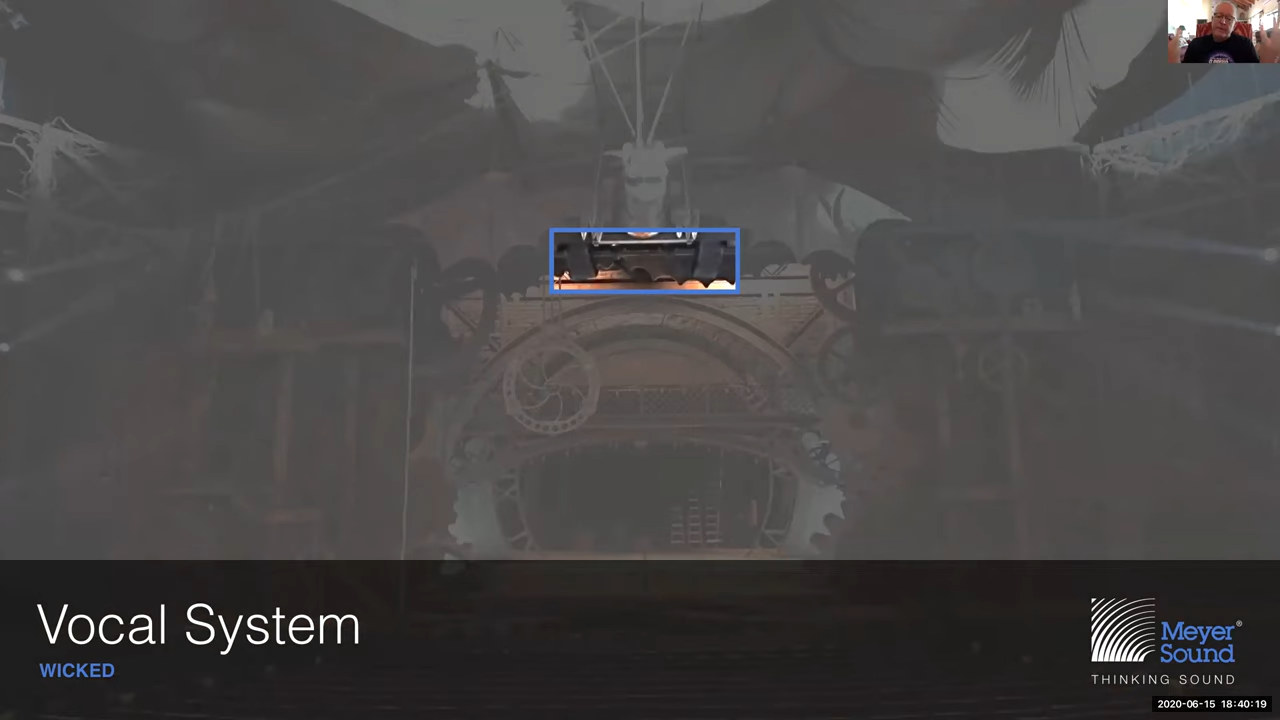 Vocal System
WICKED
Meyer®
Sound
THINKING SOUND
2020-06-15 18:40:19